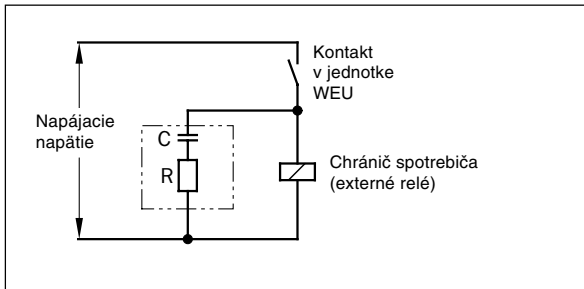 Kontakt
v jednotke
WEU
Napájacie
napätie
C
R
Chránič spotrebiča
(externé relé)